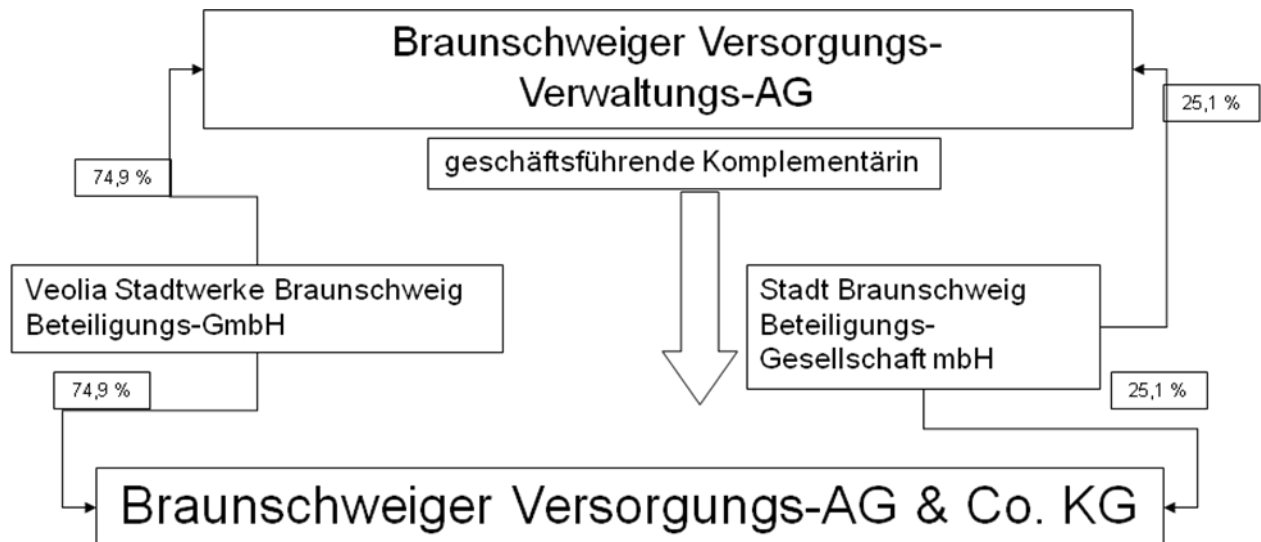 Braunschweiger Versorgungs-
Verwaltungs-AG
25,1 %
geschäftsführende Komplementärin
74,9 %
Veolia Stadtwerke Braunschweig
Beteiligungs-GmbH
Stadt Braunschweig
Beteiligungs-
Gesellschaft mbH
74,9 %
25,1 %
Braunschweiger Versorgungs-AG & Co. KG